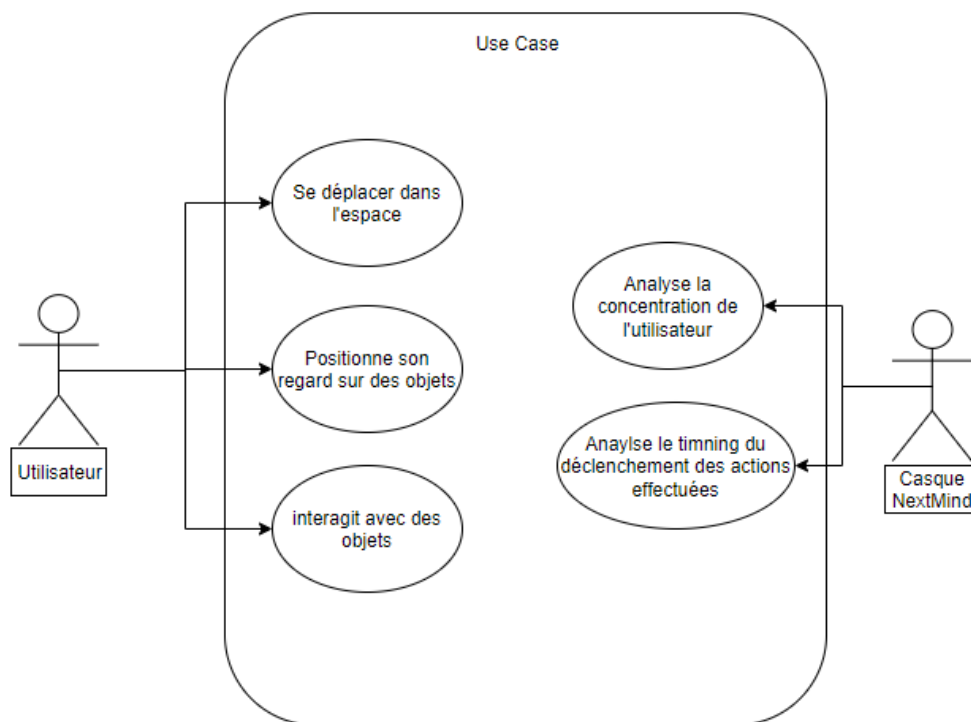 Use Case
Se déplacer dans
l'espace
Analyse la
concentration de
l'utilisateur
Positionne son
regard sur des objets
Anaylse le timning du
déclenchement des actions
effectuées
Utilisateur
Casque
NextMind
interagit avec des
objets